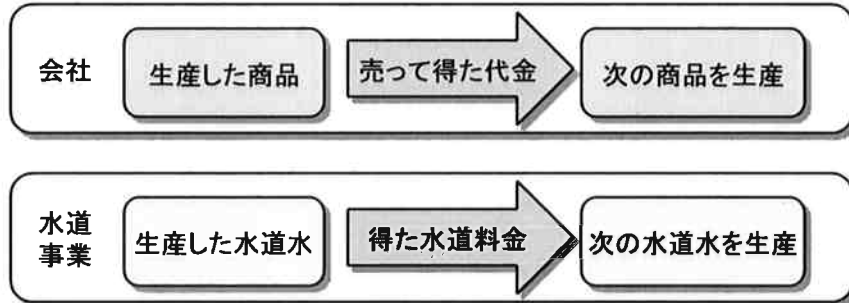 会社
生産した商品
売って得た代金
次の商品を生産
水道
事業
生産した水道水
得た水道料金
次の水道水を生産